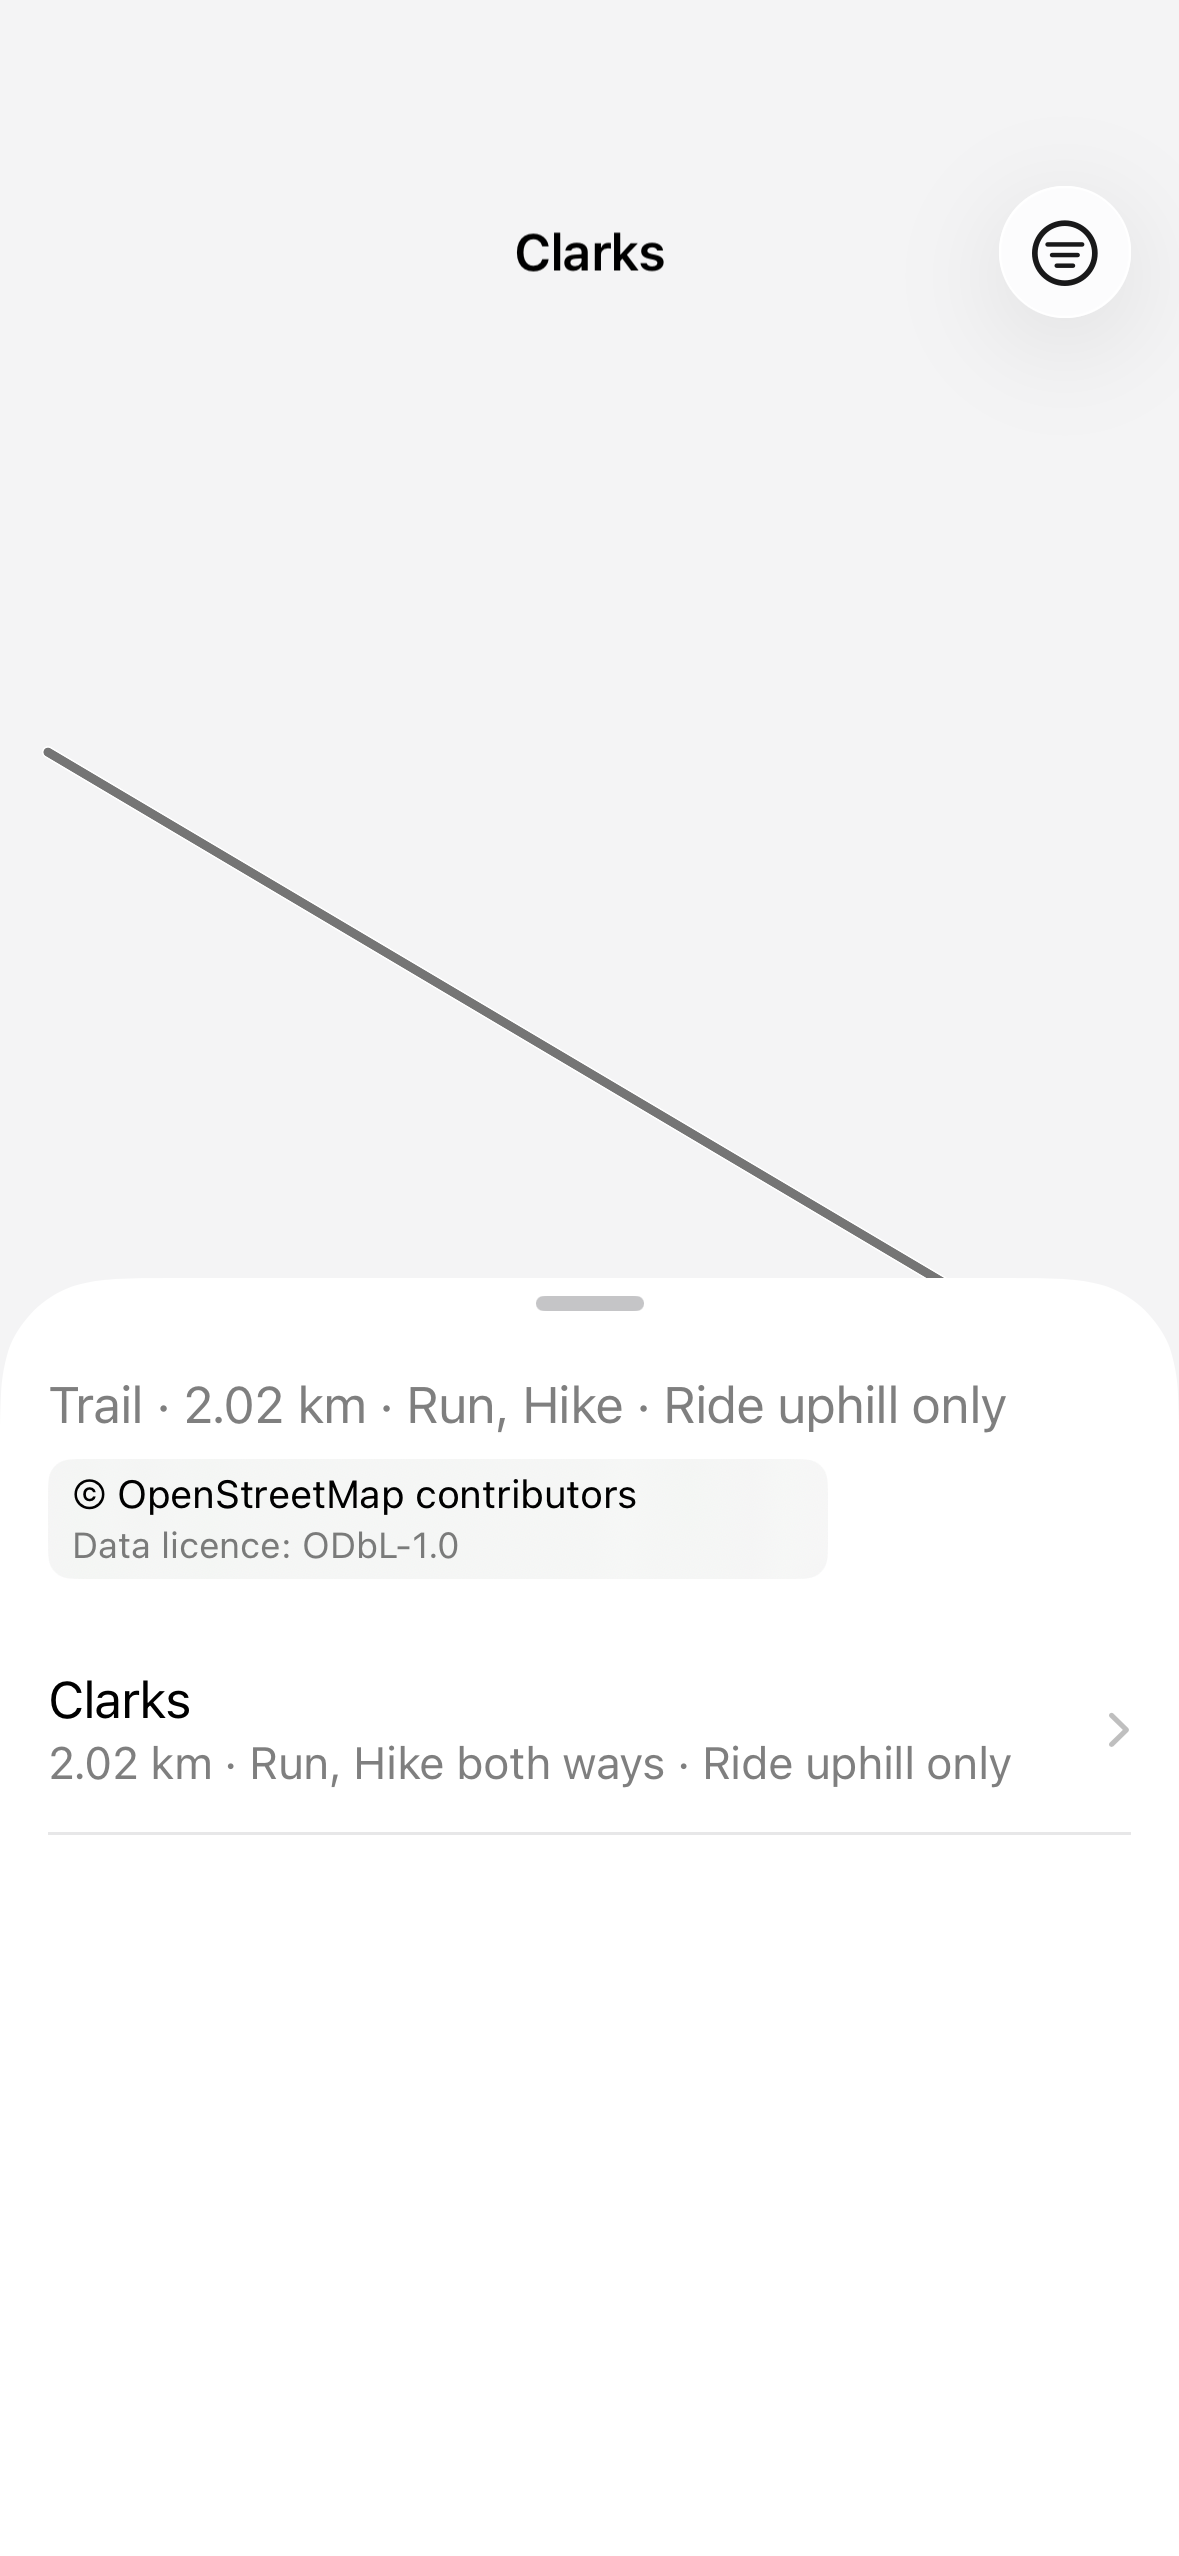 Clarks
Trail · 2.02 km · Run, Hike · Ride uphill only
© OpenStreetMap contributors
Data licence: ODbL-1.0
Clarks
2.02 km · Run, Hike both ways · Ride uphill only